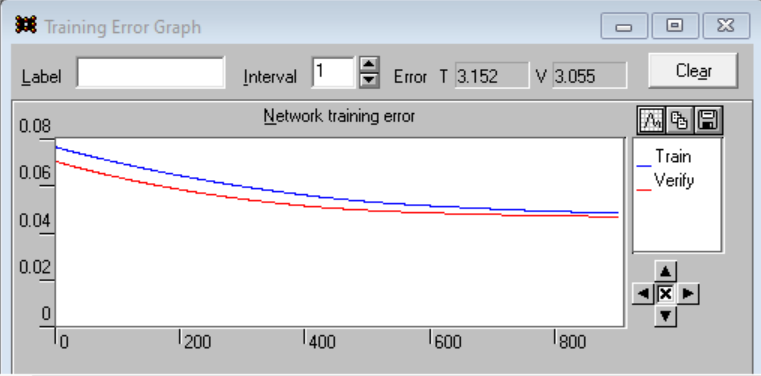 Training Error Graph
Label Interval 1 Error T 3.152 V 3.055 Clear
Network training error
0.08
0.06
0.04
0.02
0
0 200 400 600 800
Train
Verify